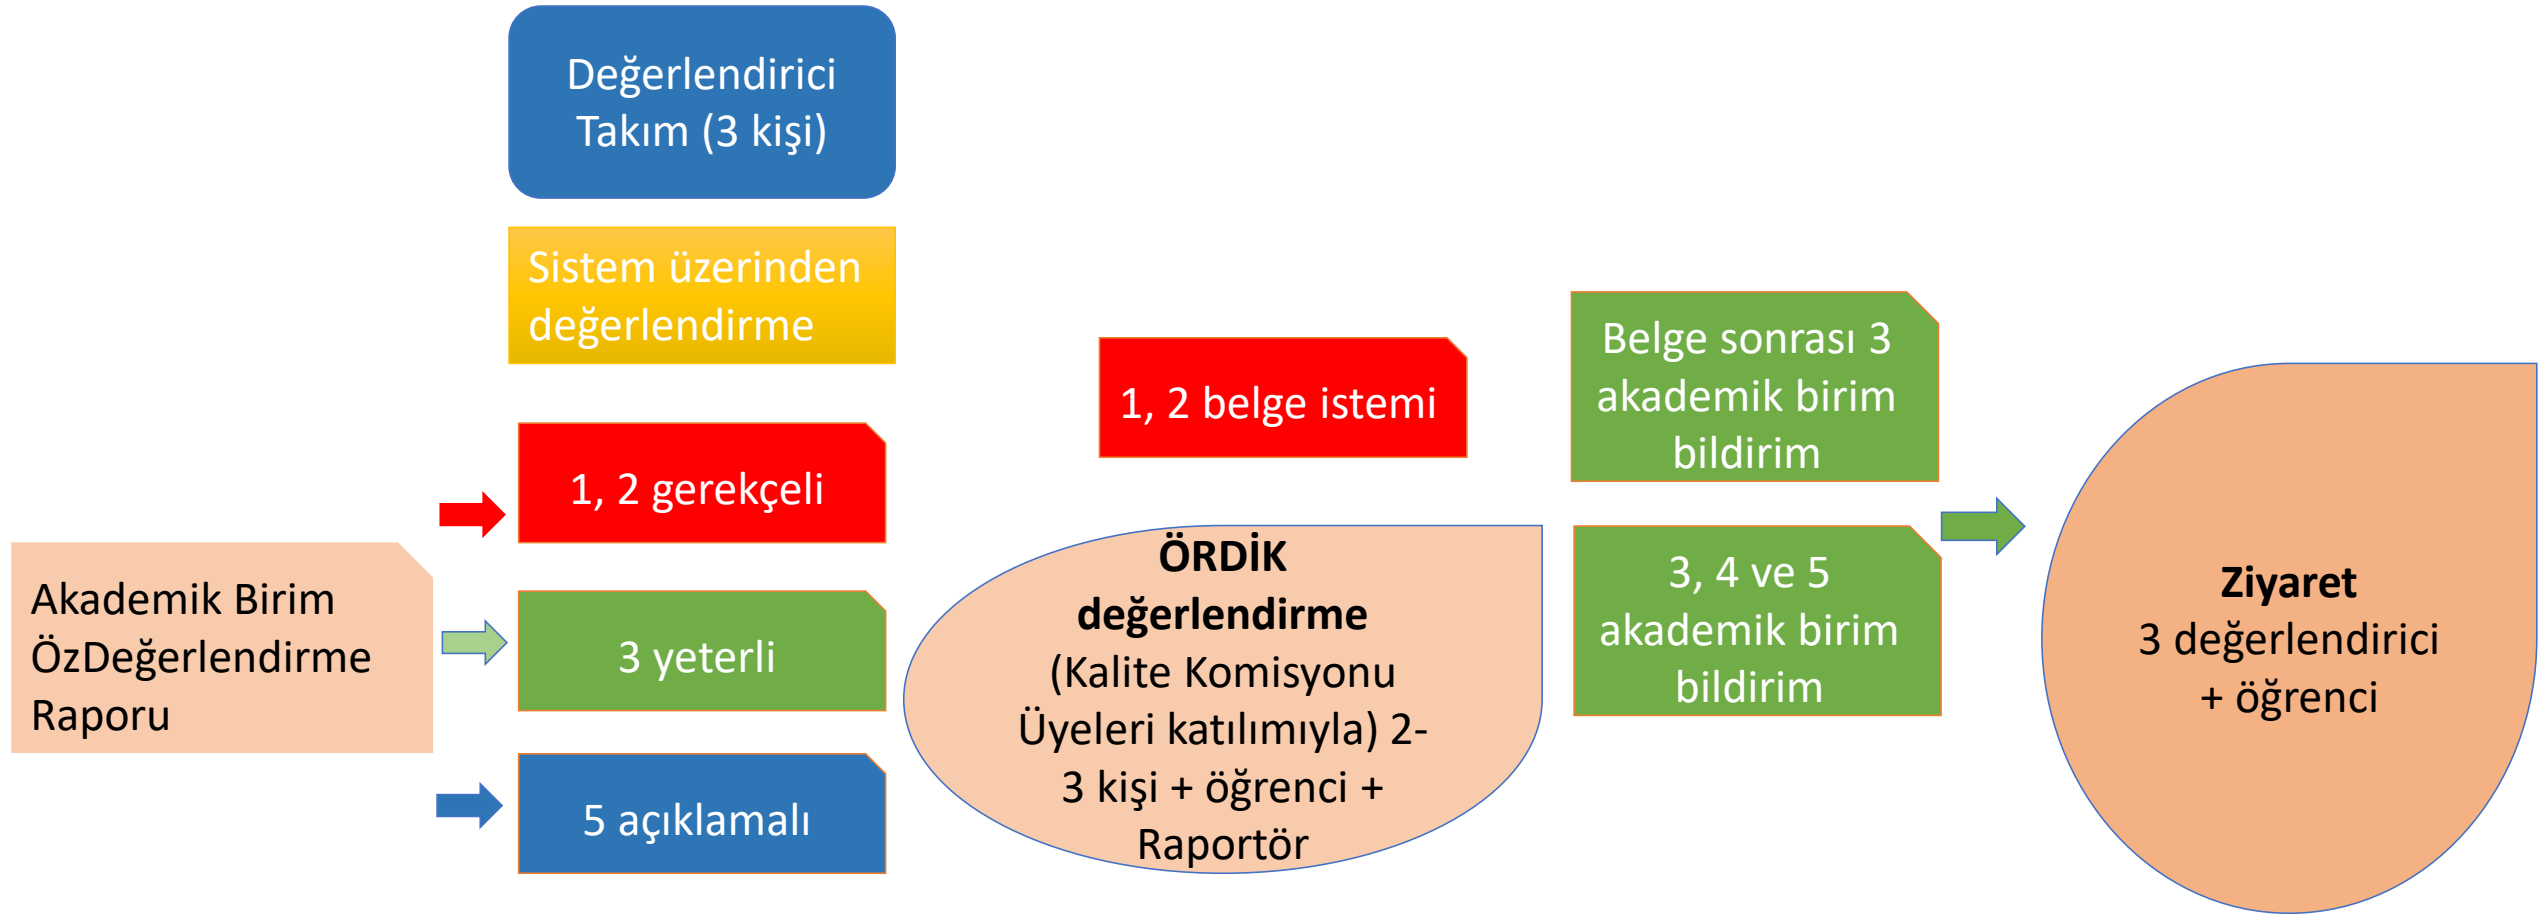 Değerlendirici
Takım (3 kişi)
Sistem üzerinden
değerlendirme
1, 2 gerekçeli
3 yeterli
5 açıklamalı
Akademik Birim
ÖzDeğerlendirme
Raporu
1, 2 belge istemi
ÖRDİK
değerlendirme
(Kalite Komisyonu
Üyeleri katılımıyla) 2-
3 kişi + öğrenci +
Raportör
Belge sonrası 3
akademik birim
bildirim
3, 4 ve 5
akademik birim
bildirim
Ziyaret
3 değerlendirici
+ öğrenci